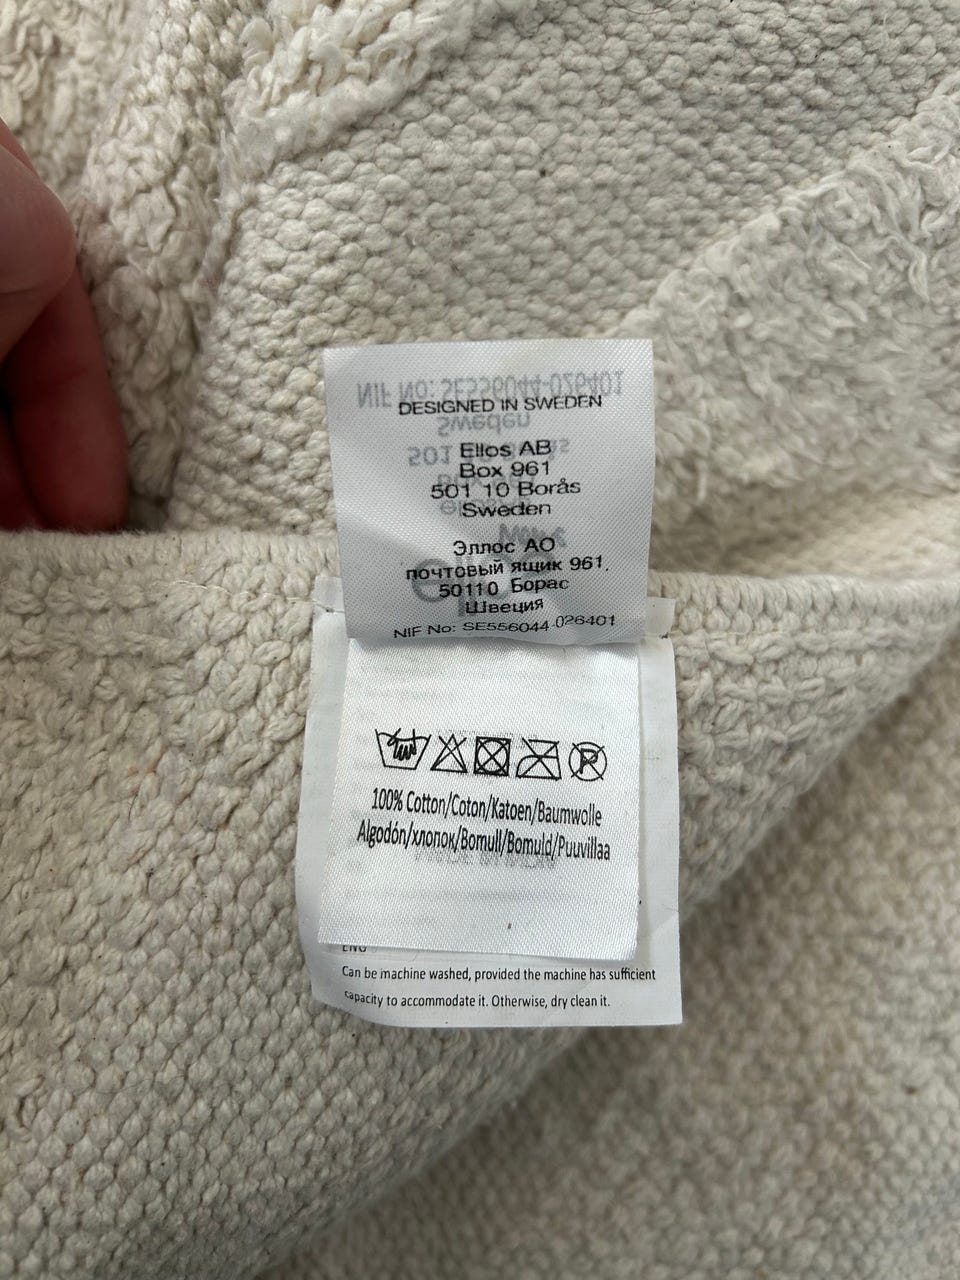 DESIGNED IN SWEDEN
Ellos AB
Box 961
501 10 Borås
Sweden
Эллос АО
почтовый ящик 961.
50110 Борас
Швеция
NIF No: SE556044-026401
100% Cotton/Coton/Katoen/Baumwolle
Algodón/хлопок/Bomull/Bomuld/Puuvillaa
ENG
Can be machine washed, provided the machine has sufficient
capacity to accommodate it. Otherwise, dry clean it.